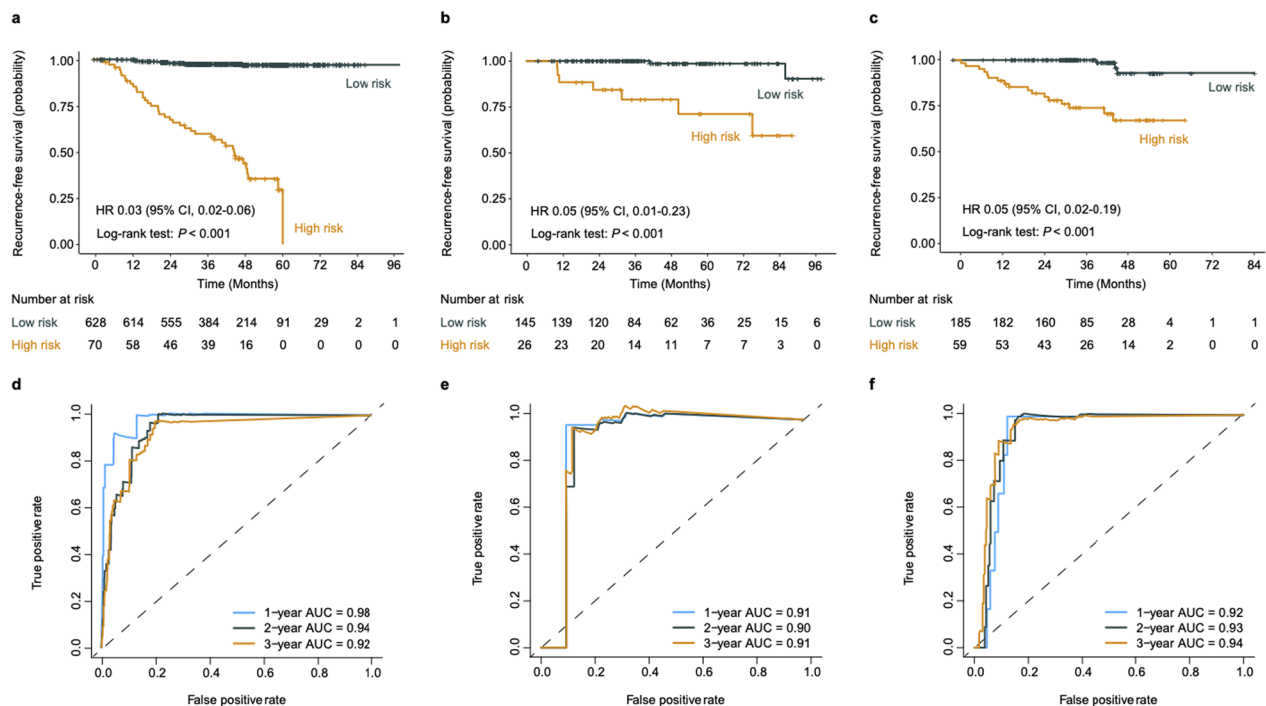 a
Recurrence-free survival (probability)
1.00
0.75
0.50
0.25
0.00
Low risk
High risk
HR 0.03 (95% CI, 0.02-0.06)
Log-rank test: P < 0.001
0 12 24 36 48 60 72 84 96
Time (Months)
Number at risk
Low risk 628 614 555 384 214 91 29 2 1
High risk 70 58 46 39 16 0 0 0 0
b
Recurrence-free survival (probability)
1.00
0.75
0.50
0.25
0.00
Low risk
High risk
HR 0.05 (95% CI, 0.01-0.23)
Log-rank test: P < 0.001
0 12 24 36 48 60 72 84 96
Time (Months)
Number at risk
Low risk 145 139 120 84 62 36 25 15 6
High risk 26 23 20 14 11 7 7 3 0
c
Recurrence-free survival (probability)
1.00
0.75
0.50
0.25
0.00
Low risk
High risk
HR 0.05 (95% CI, 0.02-0.19)
Log-rank test: P < 0.001
0 12 24 36 48 60 72 84
Time (Months)
Number at risk
Low risk 185 182 160 85 28 4 1 1
High risk 59 53 43 26 14 2 0 0
d
True positive rate
1.0
0.8
0.6
0.4
0.2
0.0
1-year AUC = 0.98
2-year AUC = 0.94
3-year AUC = 0.92
0.0 0.2 0.4 0.6 0.8 1.0
False positive rate
e
True positive rate
1.0
0.8
0.6
0.4
0.2
0.0
1-year AUC = 0.91
2-year AUC = 0.90
3-year AUC = 0.91
0.0 0.2 0.4 0.6 0.8 1.0
False positive rate
f
True positive rate
1.0
0.8
0.6
0.4
0.2
0.0
1-year AUC = 0.92
2-year AUC = 0.93
3-year AUC = 0.94
0.0 0.2 0.4 0.6 0.8 1.0
False positive rate